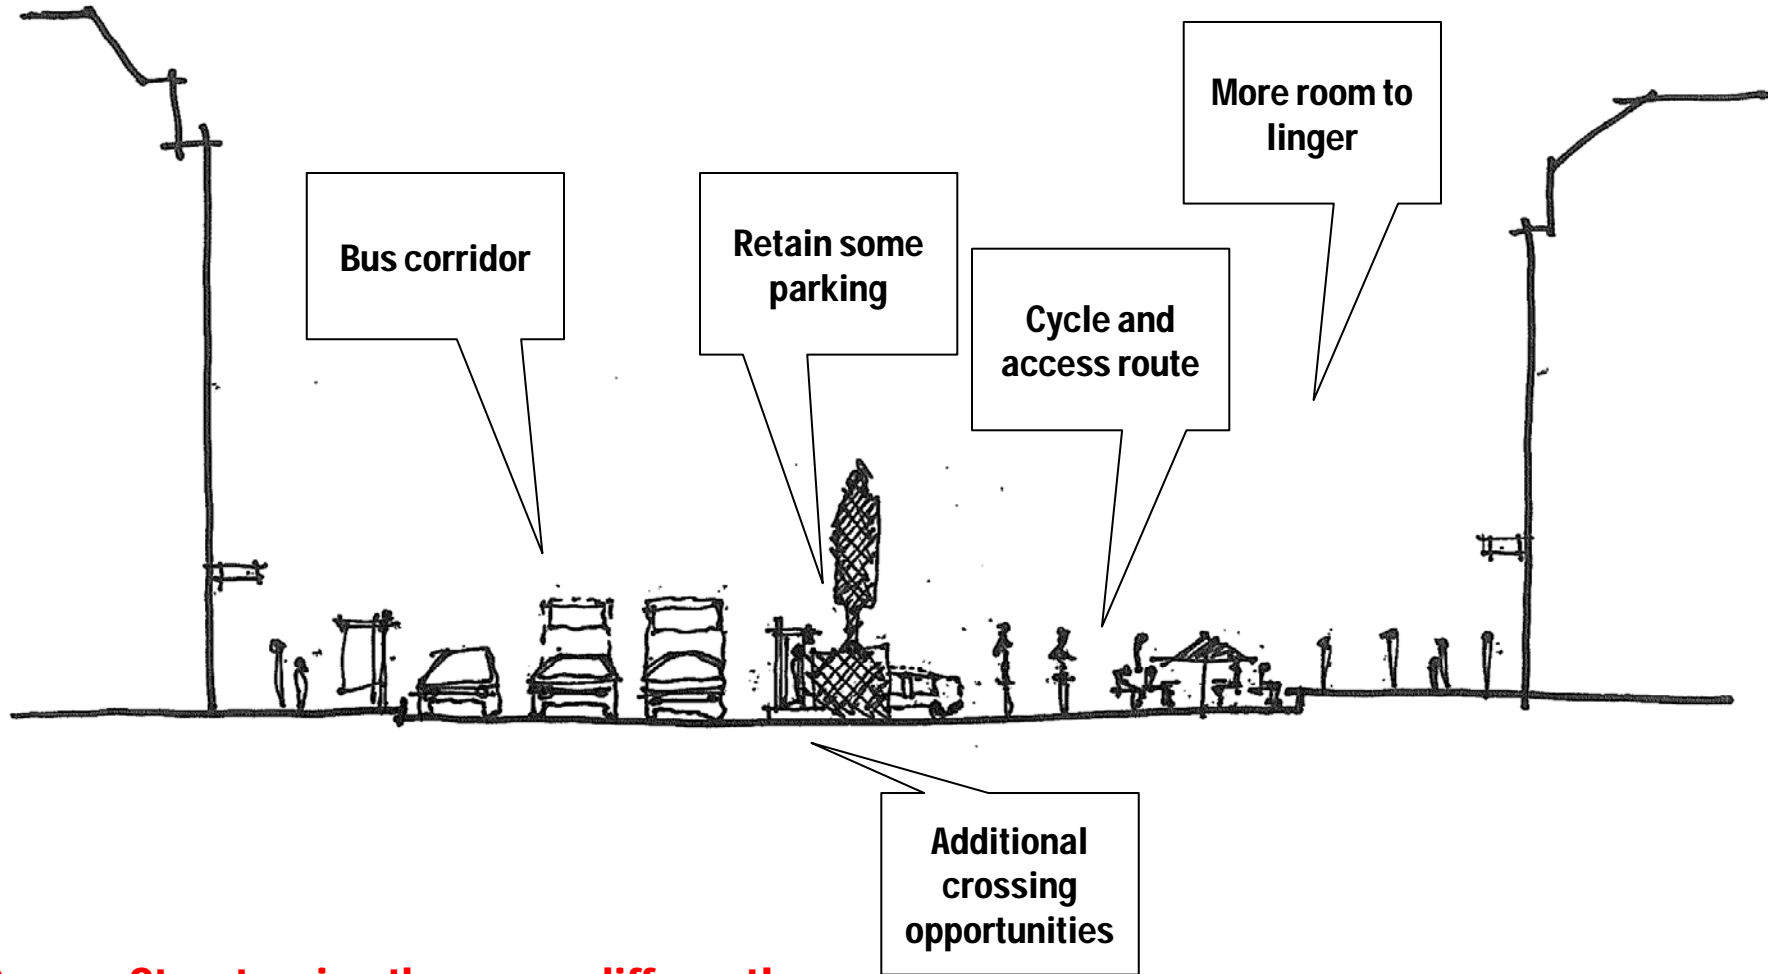 More room to
linger
Bus corridor
Retain some
parking
Cycle and
access route
Additional
crossing
opportunities